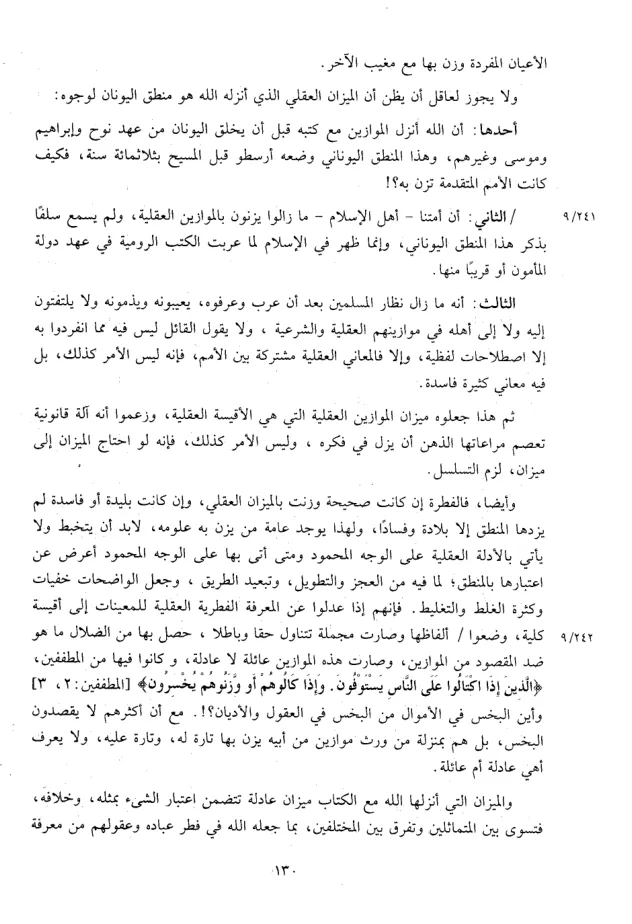 الأعيان المفردة وزن بها مع مغيب الآخر.
ولا يجوز لعاقل أن يظن أن الميزان العقلي الذي أنزله الله هو منطق اليونان لوجوه:
أحدها: أن الله أنزل الموازين مع كتبه قبل أن يخلق اليونان من عهد نوح وإبراهيم
وموسى وغيرهم، وهذا المنطق اليوناني وضعه أرسطو قبل المسيح بثلاثمائة سنة، فكيف
كانت الأمم المتقدمة تزن به؟!
٩/٢٤١ / الثاني: أن أمتنا – أهل الإسلام – ما زالوا يزنون بالموازين العقلية، ولم يسمع سلفًا
بذكر هذا المنطق اليوناني، وإنما ظهر في الإسلام لما عربت الكتب الرومية في عهد دولة
المأمون أو قريبًا منها.
الثالث: أنه ما زال نظار المسلمين بعد أن عرب وعرفوه، يعيبونه ويذمونه ولا يلتفتون
إليه ولا إلى أهله في موازينهم العقلية والشرعية ، ولا يقول القائل ليس فيه مما انفردوا به
إلا اصطلاحات لفظية، وإلا فالمعاني العقلية مشتركة بين الأمم، فإنه ليس الأمر كذلك، بل
فيه معاني كثيرة فاسدة.
ثم هذا جعلوه ميزان الموازين العقلية التي هي الأقيسة العقلية، وزعموا أنه آلة قانونية
تعصم مراعاتها الذهن أن يزل في فكره ، وليس الأمر كذلك، فإنه لو احتاج الميزان إلى
ميزان، لزم التسلسل.
وأيضا، فالفطرة إن كانت صحيحة وزنت بالميزان العقلي، وإن كانت بليدة أو فاسدة لم
يزدها المنطق إلا بلادة وفسادًا، ولهذا يوجد عامة من يزن به علومه، لابد أن يتخبط ولا
يأتي بالأدلة العقلية على الوجه المحمود ومتى أتى بها على الوجه المحمود أعرض عن
اعتبارها بالمنطق؛ لما فيه من العجز والتطويل، وتبعيد الطريق ، وجعل الواضحات خفيات
وكثرة الغلط والتغليط. فإنهم إذا عدلوا عن المعرفة الفطرية العقلية للمعينات إلى أقيسة
٩/٢٤٢ كلية، وضعوا / ألفاظها وصارت مجملة تتناول حقا وباطلا ، حصل بها من الضلال ما هو
ضد المقصود من الموازين، وصارت هذه الموازين عائلة لا عادلة، و كانوا فيها من المطففين،
﴿الَّذِينَ إِذَا اكْتَالُوا عَلَى النَّاسِ يَسْتَوْفُونَ. وَإِذَا كَالُوهُمْ أَو وَّزَنُوهُمْ يُخْسِرُونَ﴾ [المطففين: ٢، ٣]
وأين البخس في الأموال من البخس في العقول والأديان؟!. مع أن أكثرهم لا يقصدون
البخس، بل هم بمنزلة من ورث موازين من أبيه يزن بها تارة له، وتارة عليه، ولا يعرف
أهي عادلة أم عائلة.
والميزان التي أنزلها الله مع الكتاب ميزان عادلة تتضمن اعتبار الشىء بمثله، وخلافه،
فتسوى بين المتماثلين وتفرق بين المختلفين، بما جعله الله في فطر عباده وعقولهم من معرفة
١٣٠